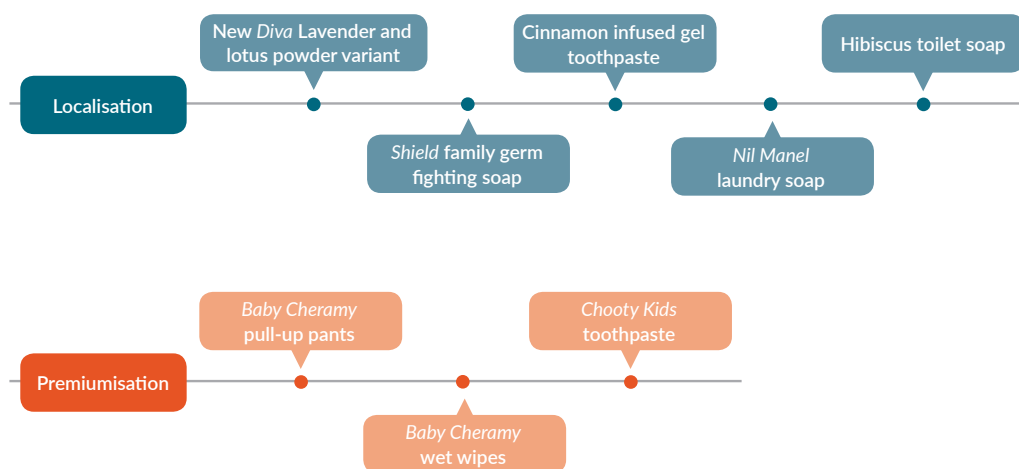 New Diva Lavender and
lotus powder variant
Cinnamon infused gel
toothpaste
Hibiscus toilet soap
Localisation
Shield family germ
fighting soap
Nil Manel
laundry soap
Baby Cheramy
pull-up pants
Chooty Kids
toothpaste
Premiumisation
Baby Cheramy
wet wipes